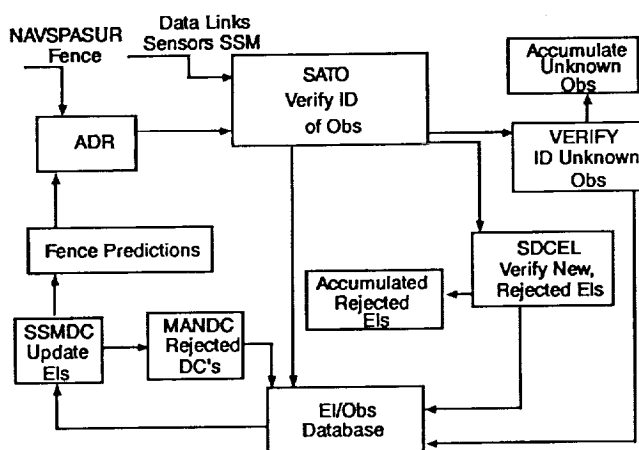 NAVSPASUR
Fence
Data Links
Sensors SSM
SATO
Verify ID
of Obs
Accumulate
Unknown
Obs
ADR
VERIFY
ID Unknown
Obs
Fence Predictions
SDCEL
Verify New,
Rejected Els
Accumulated
Rejected
Els
SSMDC
Update
Els
MANDC
Rejected
DC's
El/Obs
Database